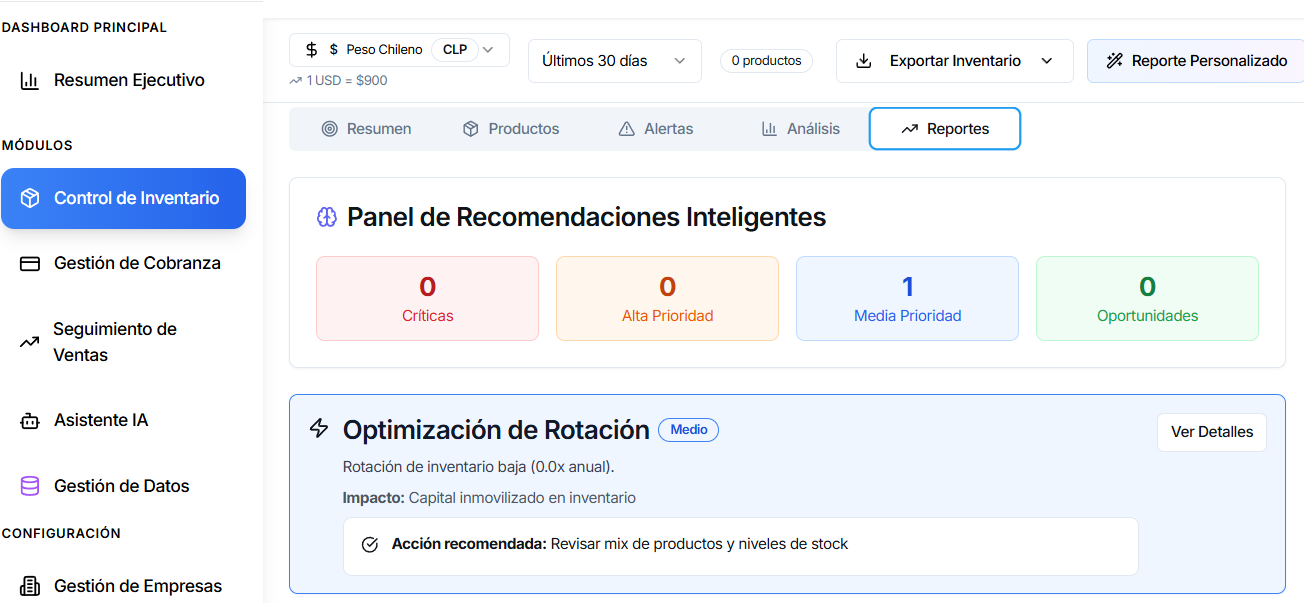 DASHBOARD PRINCIPAL
Resumen Ejecutivo
MÓDULOS
Control de Inventario
Gestión de Cobranza
Seguimiento de
Ventas
Asistente IA
Gestión de Datos
CONFIGURACIÓN
Gestión de Empresas
$ Peso Chileno CLP
1 USD = $900
Últimos 30 días
0 productos
Exportar Inventario
Reporte Personalizado
Resumen
Productos
Alertas
Análisis
Reportes
Panel de Recomendaciones Inteligentes
0
Críticas
0
Alta Prioridad
1
Media Prioridad
0
Oportunidades
Optimización de Rotación Medio
Ver Detalles
Rotación de inventario baja (0.0x anual).
Impacto: Capital inmovilizado en inventario
Acción recomendada: Revisar mix de productos y niveles de stock